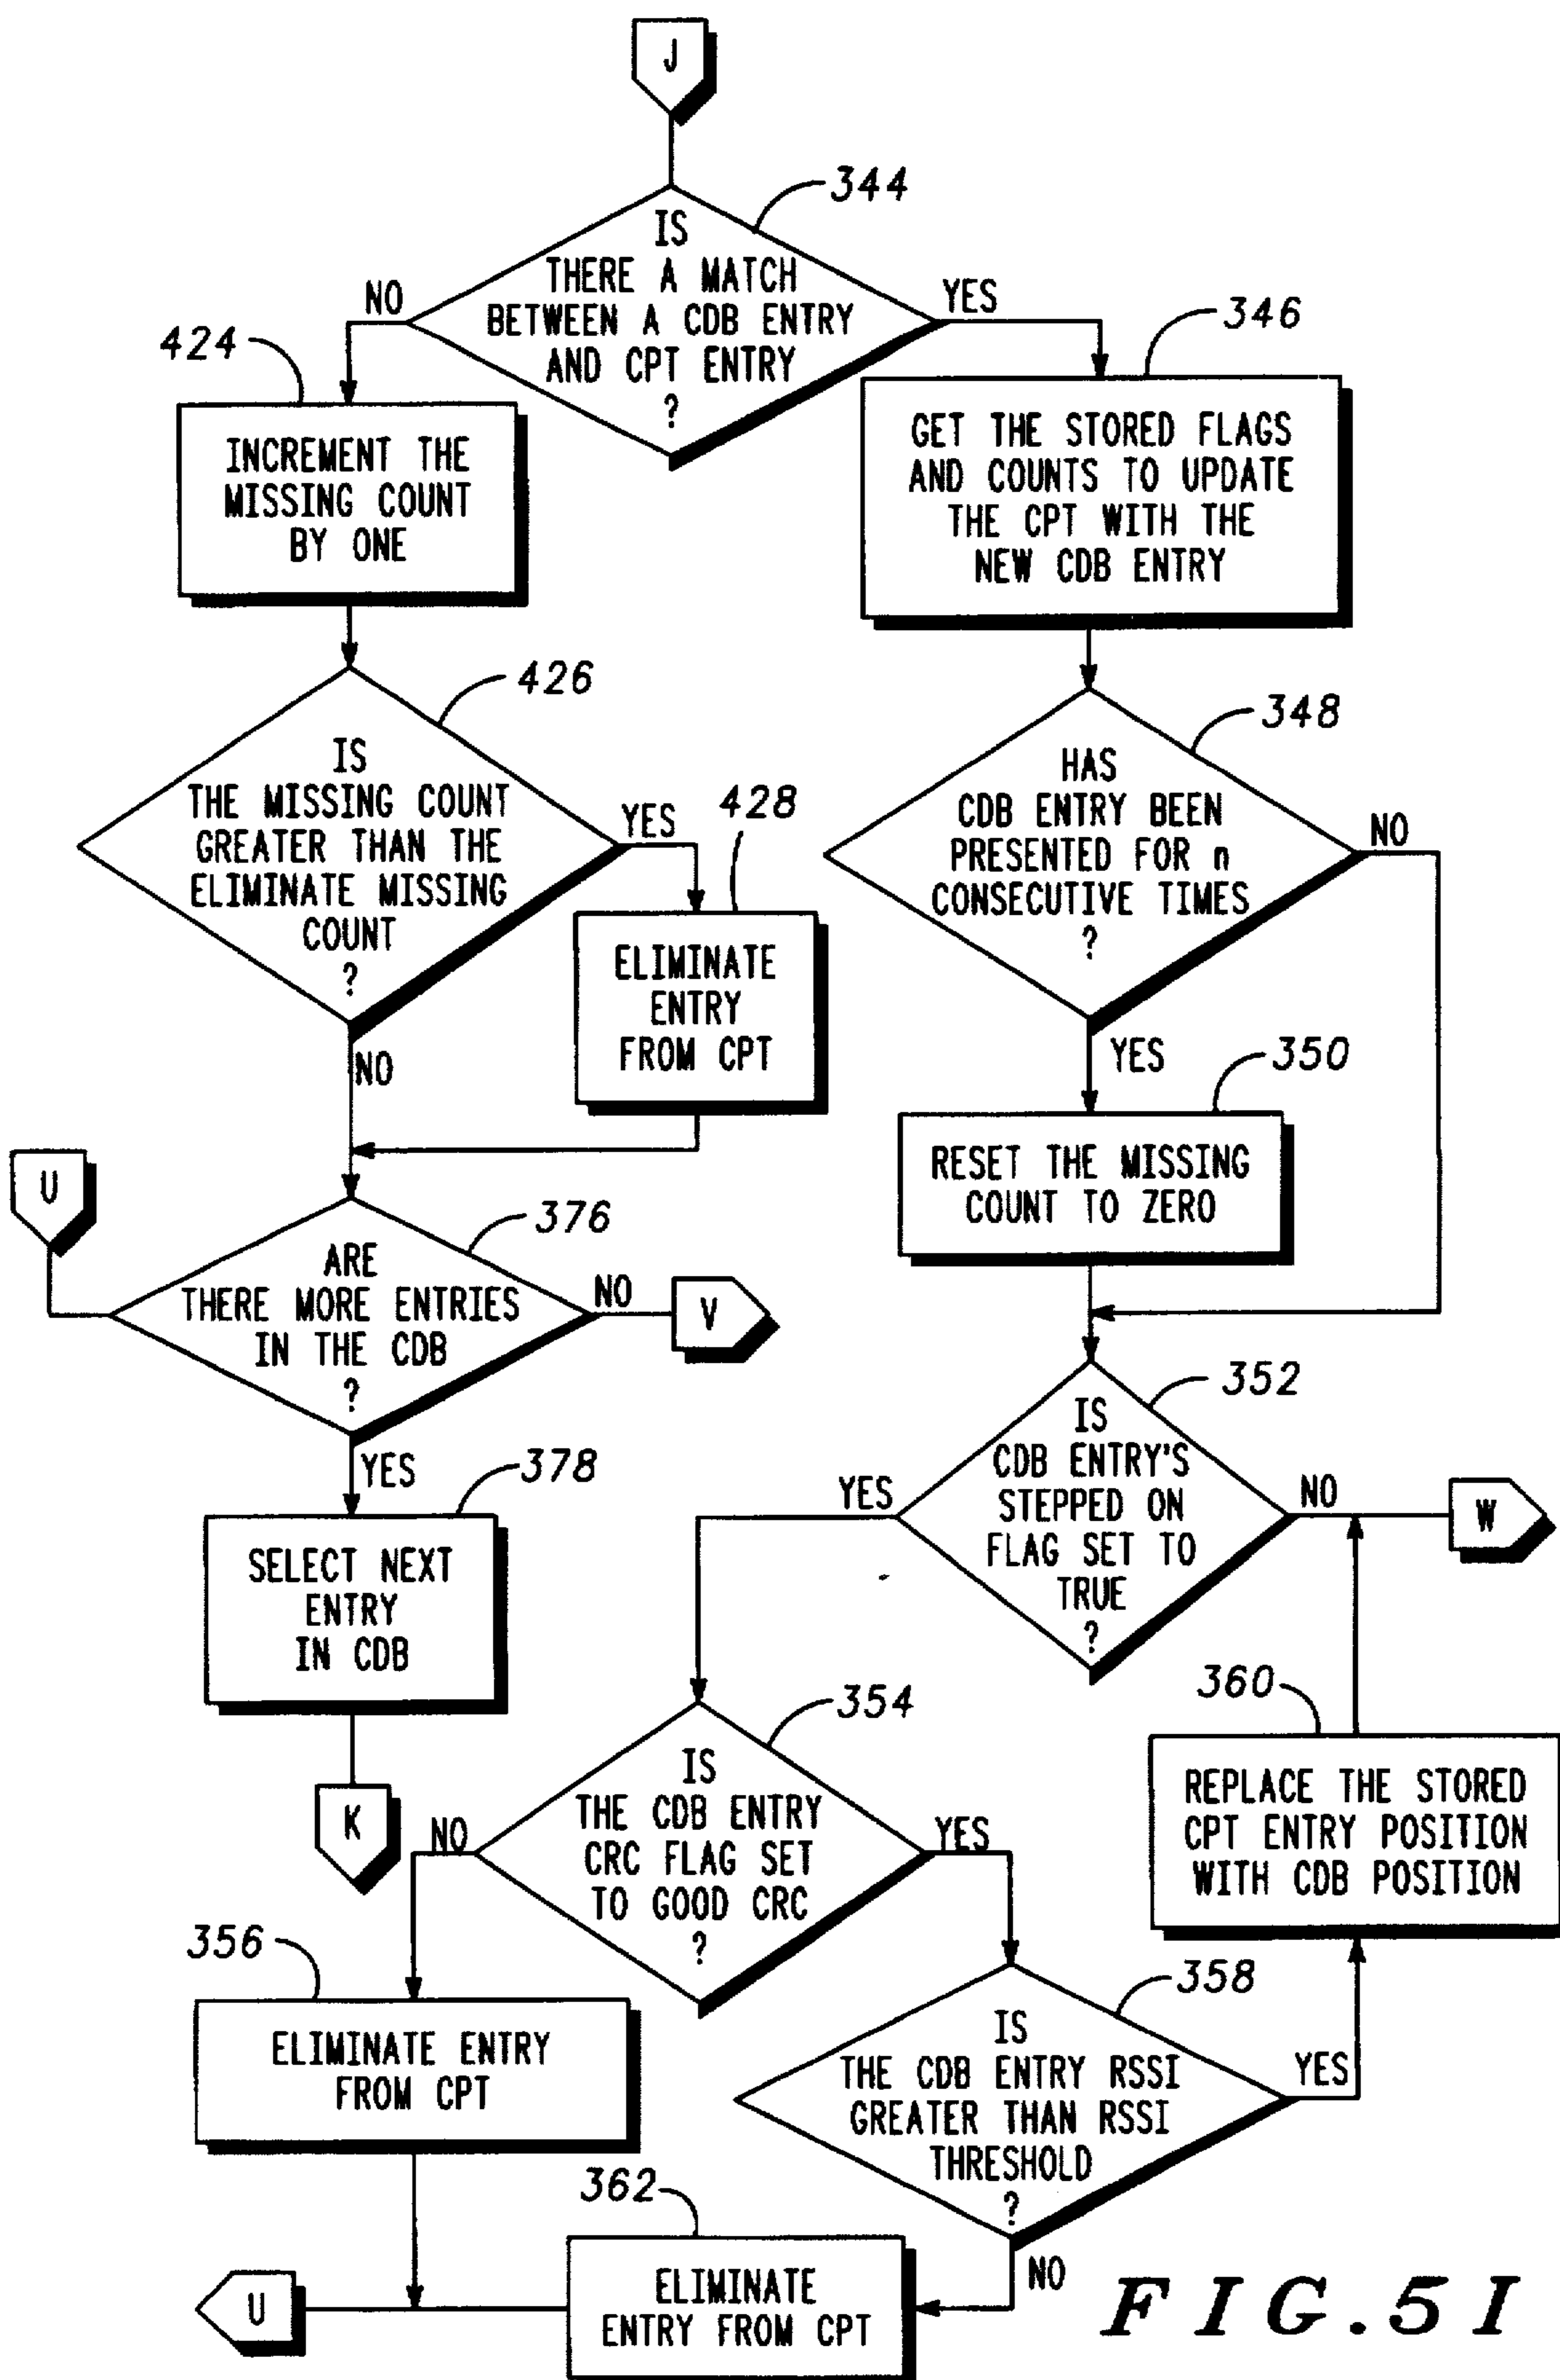 J
344
IS
THERE A MATCH
BETWEEN A CDB ENTRY
AND CPT ENTRY
?
NO
YES
424
INCREMENT THE
MISSING COUNT
BY ONE
346
GET THE STORED FLAGS
AND COUNTS TO UPDATE
THE CPT WITH THE
NEW CDB ENTRY
426
IS
THE MISSING COUNT
GREATER THAN THE
ELIMINATE MISSING
COUNT
?
YES
NO
428
ELIMINATE
ENTRY
FROM CPT
348
HAS
CDB ENTRY BEEN
PRESENTED FOR n
CONSECUTIVE TIMES
?
NO
YES
350
RESET THE MISSING
COUNT TO ZERO
U
376
ARE
THERE MORE ENTRIES
IN THE CDB
?
NO
V
YES
378
SELECT NEXT
ENTRY
IN CDB
K
352
IS
CDB ENTRY'S
STEPPED ON
FLAG SET TO
TRUE
?
YES
NO
W
354
IS
THE CDB ENTRY
CRC FLAG SET
TO GOOD CRC
?
NO
YES
360
REPLACE THE STORED
CPT ENTRY POSITION
WITH CDB POSITION
356
ELIMINATE ENTRY
FROM CPT
358
IS
THE CDB ENTRY RSSI
GREATER THAN RSSI
THRESHOLD
?
YES
NO
362
ELIMINATE
ENTRY FROM CPT
U
FIG.5I